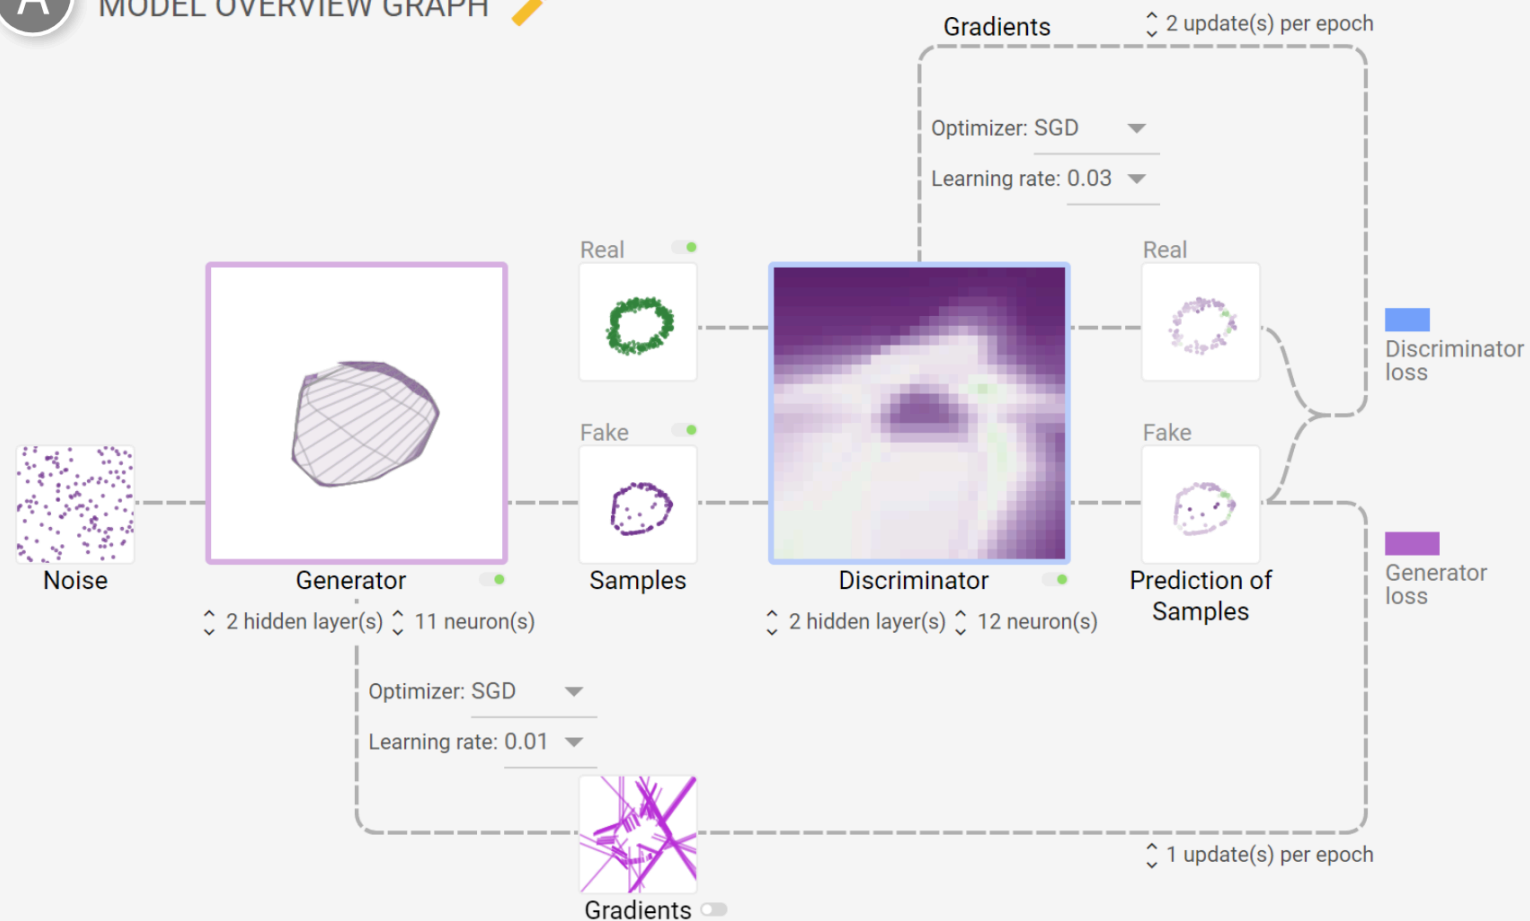 A
MODEL OVERVIEW GRAPH
Gradients
2 update(s) per epoch
Optimizer: SGD
Learning rate: 0.03
Real
Real
Discriminator
loss
Fake
Fake
Noise
Generator
Samples
Discriminator
Prediction of
Samples
Generator
loss
2 hidden layer(s)
11 neuron(s)
2 hidden layer(s)
12 neuron(s)
Optimizer: SGD
Learning rate: 0.01
1 update(s) per epoch
Gradients